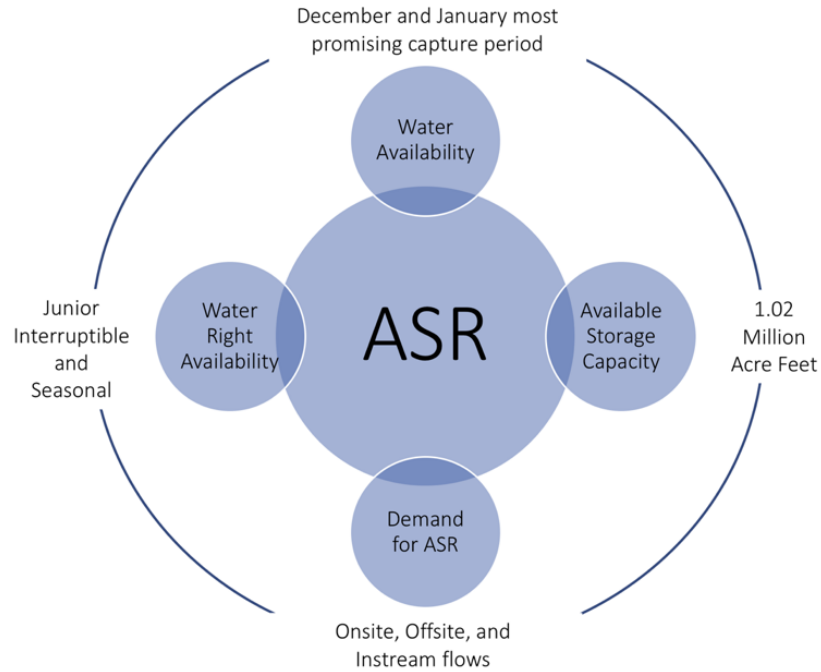 December and January most
promising capture period
Water
Availability
Junior
Interruptible
and
Seasonal
Water
Right
Availability
ASR
Available
Storage
Capacity
1.02
Million
Acre Feet
Demand
for ASR
Onsite, Offsite, and
Instream flows